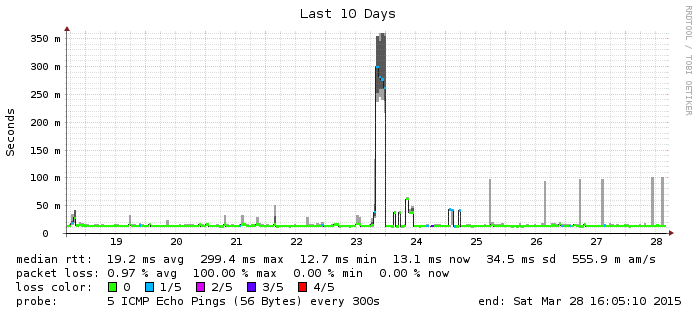 Last 10 Days
RRDTOOL / TOBI OETIKER
Seconds
350 m
300 m
250 m
200 m
150 m
100 m
50 m
0
19 20 21 22 23 24 25 26 27 28
median rtt: 19.2 ms avg 299.4 ms max 12.7 ms min 13.1 ms now 34.5 ms sd 555.9 m am/s
packet loss: 0.97 % avg 100.00 % max 0.00 % min 0.00 % now
loss color: 0 1/5 2/5 3/5 4/5
probe: 5 ICMP Echo Pings (56 Bytes) every 300s end: Sat Mar 28 16:05:10 2015